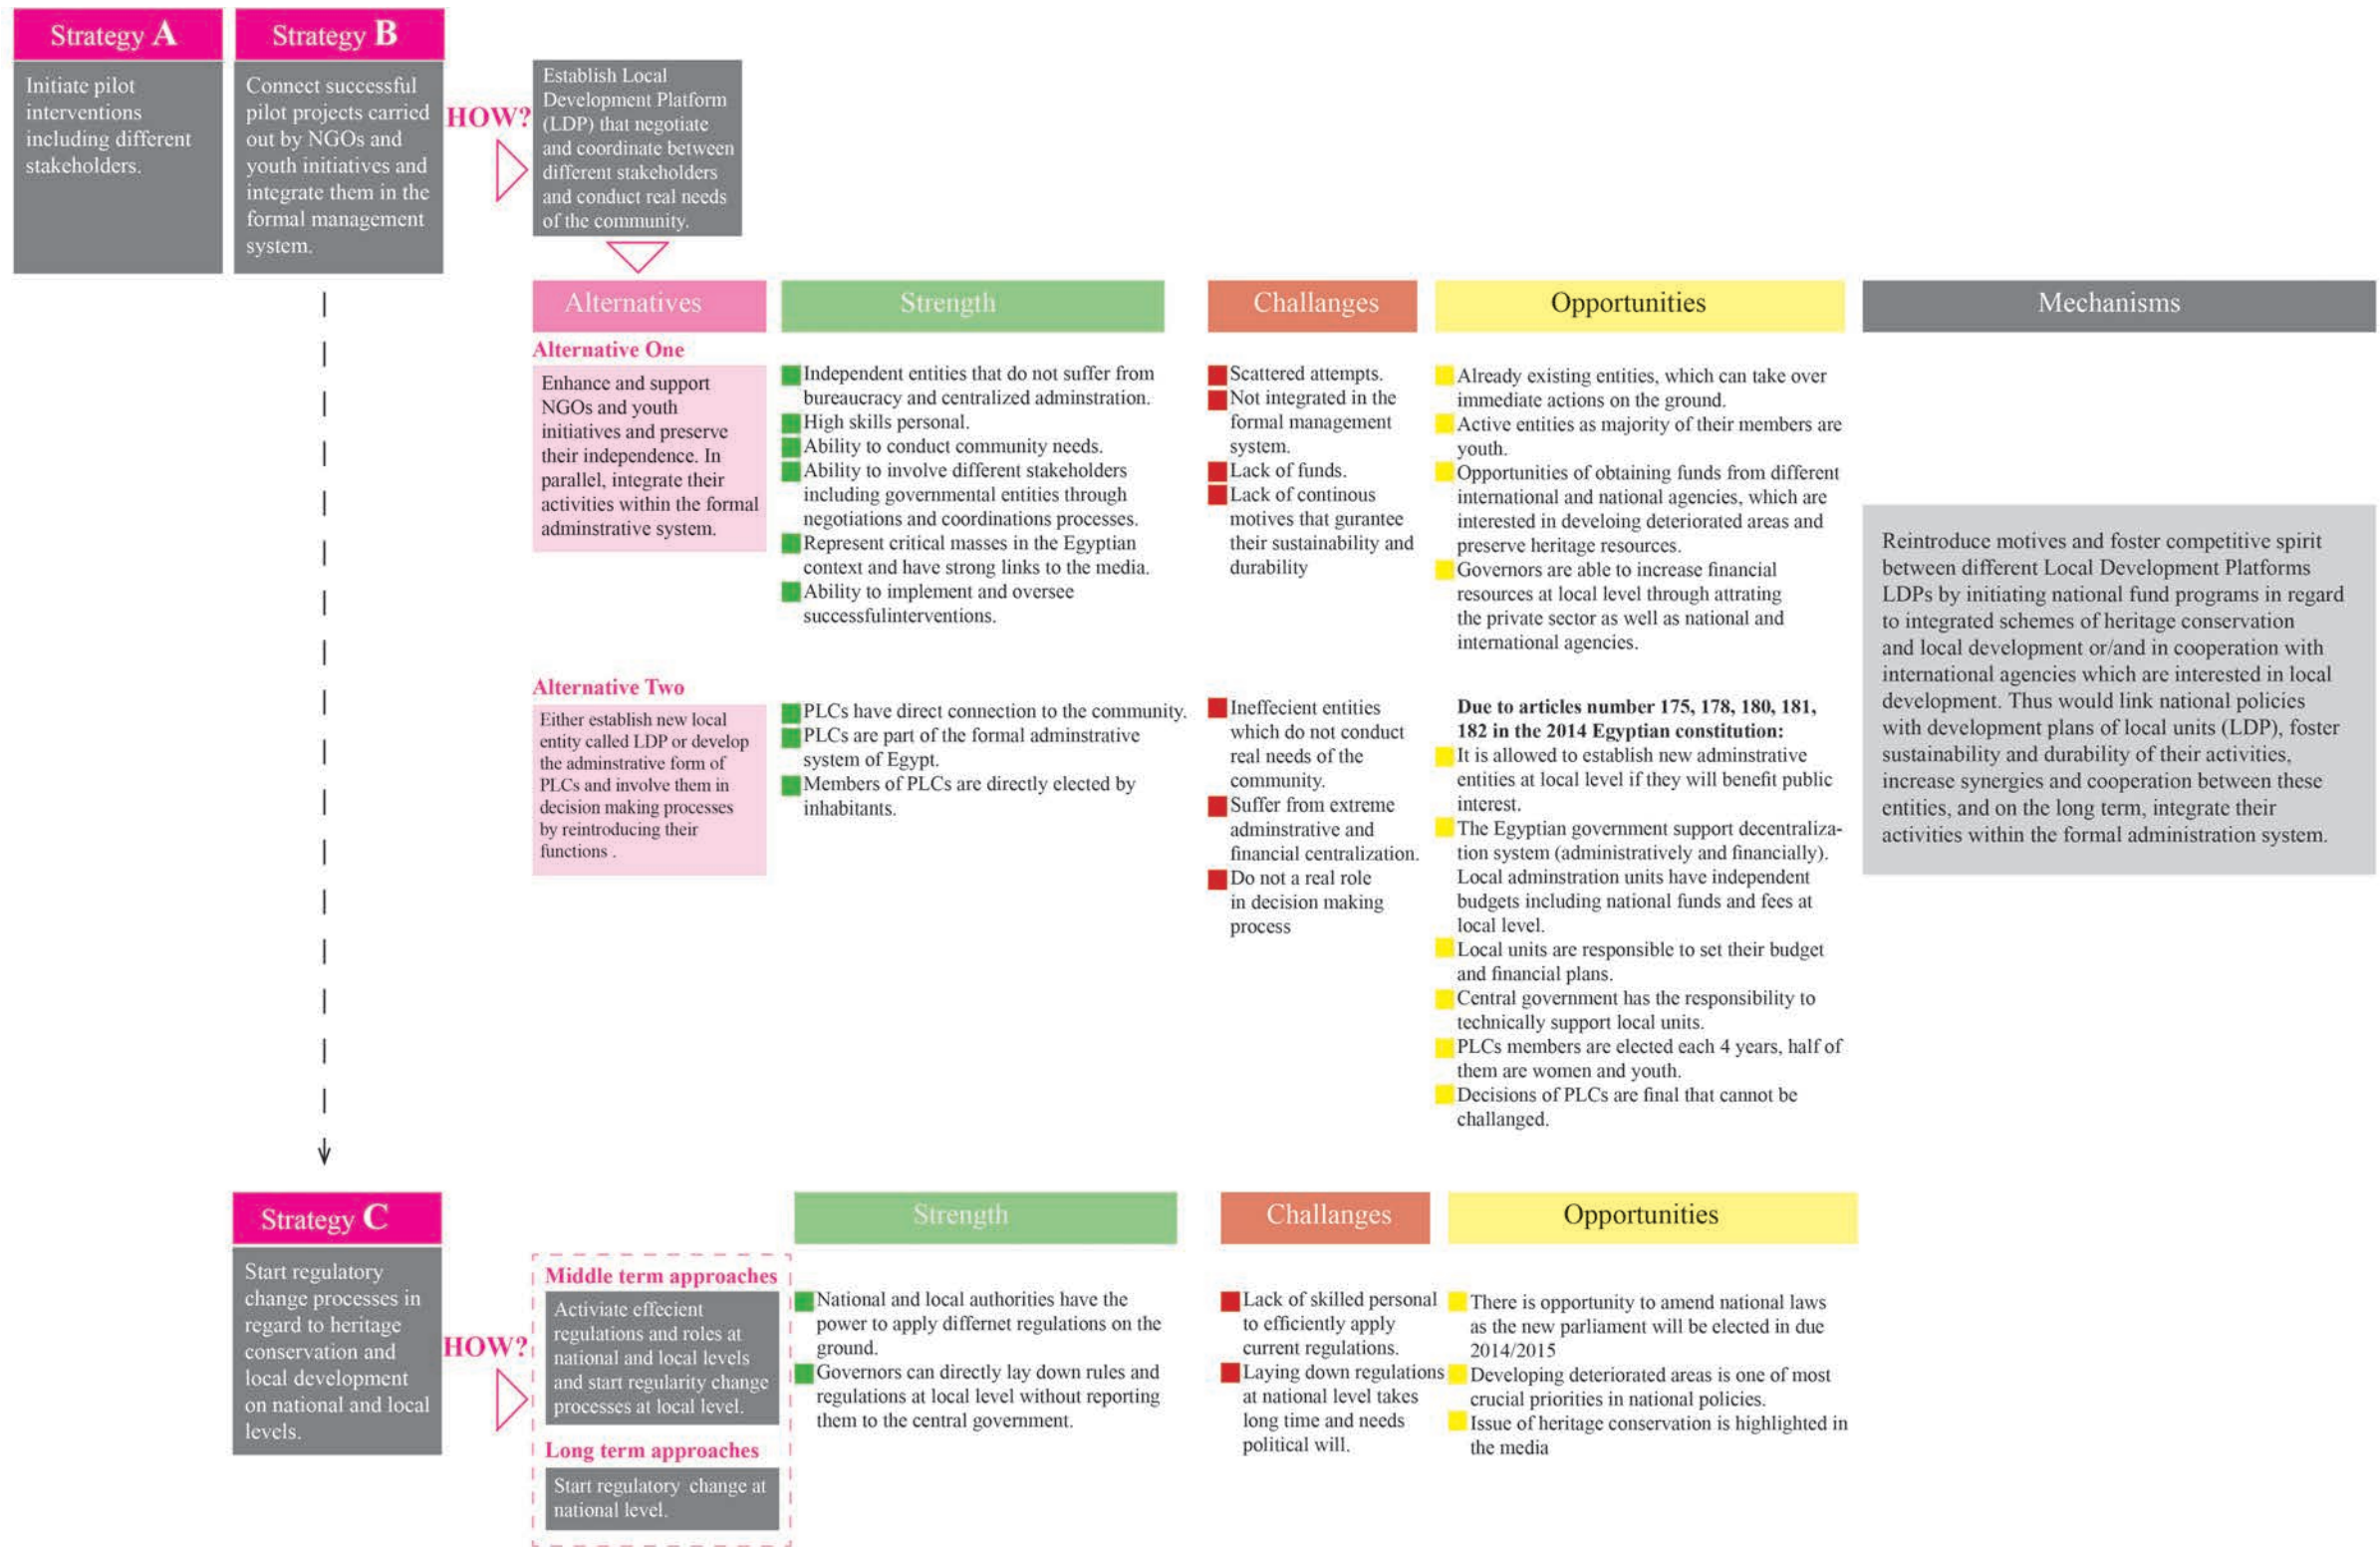 Strategy A
Initiate pilot
interventions
including different
stakeholders.
Strategy B
Connect successful
pilot projects carried
out by NGOs and
youth initiatives and
integrate them in the
formal management
system.
HOW?
Establish Local
Development Platform
(LDP) that negotiate
and coordinate between
different stakeholders
and conduct real needs
of the community.
Alternatives
Strength
Challanges
Opportunities
Mechanisms
Alternative One
Enhance and support
NGOs and youth
initiatives and preserve
their independence. In
parallel, integrate their
activities within the formal
adminstrative system.
Independent entities that do not suffer from
bureaucracy and centralized adminstration.
High skills personal.
Ability to conduct community needs.
Ability to involve different stakeholders
including governmental entities through
negotiations and coordinations processes.
Represent critical masses in the Egyptian
context and have strong links to the media.
Ability to implement and oversee
successfulinterventions.
Scattered attempts.
Not integrated in the
formal management
system.
Lack of funds.
Lack of continous
motives that gurantee
their sustainability and
durability
Already existing entities, which can take over
immediate actions on the ground.
Active entities as majority of their members are
youth.
Opportunities of obtaining funds from different
international and national agencies, which are
interested in develoing deteriorated areas and
preserve heritage resources.
Governors are able to increase financial
resources at local level through attrating
the private sector as well as national and
international agencies.
Alternative Two
Either establish new local
entity called LDP or develop
the adminstrative form of
PLCs and involve them in
decision making processes
by reintroducing their
functions .
PLCs have direct connection to the community.
PLCs are part of the formal adminstrative
system of Egypt.
Members of PLCs are directly elected by
inhabitants.
Ineffecient entities
which do not conduct
real needs of the
community.
Suffer from extreme
adminstrative and
financial centralization.
Do not a real role
in decision making
process
Due to articles number 175, 178, 180, 181,
182 in the 2014 Egyptian constitution:
It is allowed to establish new adminstrative
entities at local level if they will benefit public
interest.
The Egyptian government support decentraliza-
tion system (administratively and financially).
Local adminstration units have independent
budgets including national funds and fees at
local level.
Local units are responsible to set their budget
and financial plans.
Central government has the responsibility to
technically support local units.
PLCs members are elected each 4 years, half of
them are women and youth.
Decisions of PLCs are final that cannot be
challanged.
Reintroduce motives and foster competitive spirit
between different Local Development Platforms
LDPs by initiating national fund programs in regard
to integrated schemes of heritage conservation
and local development or/and in cooperation with
international agencies which are interested in local
development. Thus would link national policies
with development plans of local units (LDP), foster
sustainability and durability of their activities,
increase synergies and cooperation between these
entities, and on the long term, integrate their
activities within the formal administration system.
Strategy C
Start regulatory
change processes in
regard to heritage
conservation and
local development
on national and local
levels.
HOW?
Strength
Challanges
Opportunities
Middle term approaches
Activiate effecient
regulations and roles at
national and local levels
and start regularity change
processes at local level.
Long term approaches
Start regulatory change at
national level.
National and local authorities have the
power to apply differnet regulations on the
ground.
Governors can directly lay down rules and
regulations at local level without reporting
them to the central government.
Lack of skilled personal
to efficiently apply
current regulations.
Laying down regulations
at national level takes
long time and needs
political will.
There is opportunity to amend national laws
as the new parliament will be elected in due
2014/2015
Developing deteriorated areas is one of most
crucial priorities in national policies.
Issue of heritage conservation is highlighted in
the media